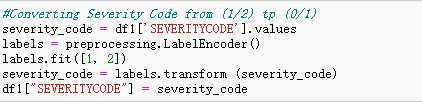 #Converting Severity Code from (1/2) tp (0/1)
severity_code = df1['SEVERITYCODE'].values
labels = preprocessing.LabelEncoder()
labels.fit([1, 2])
severity_code = labels.transform (severity_code)
df1["SEVERITYCODE"] = severity_code